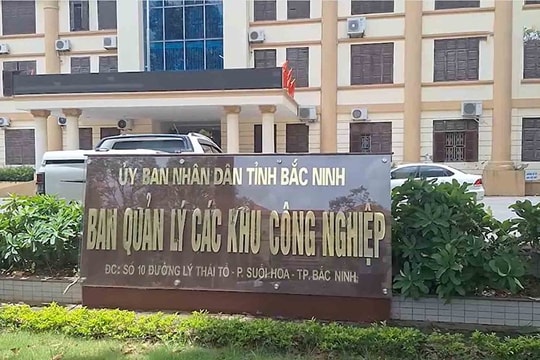 ỦY BAN NHÂN DÂN TỈNH BẮC NINH
BAN QUẢN LÝ CÁC KHU CÔNG NGHIỆP
ĐC: SỐ 10 ĐƯỜNG LÝ THÁI TỔ - P. SUỐI HOA - TP. BẮC NINH